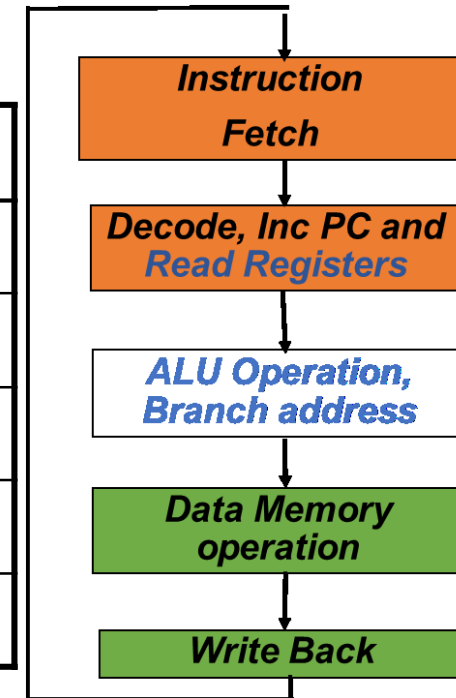 Instruction
Fetch
Decode, Inc PC and
Read Registers
ALU Operation,
Branch address
Data Memory
operation
Write Back